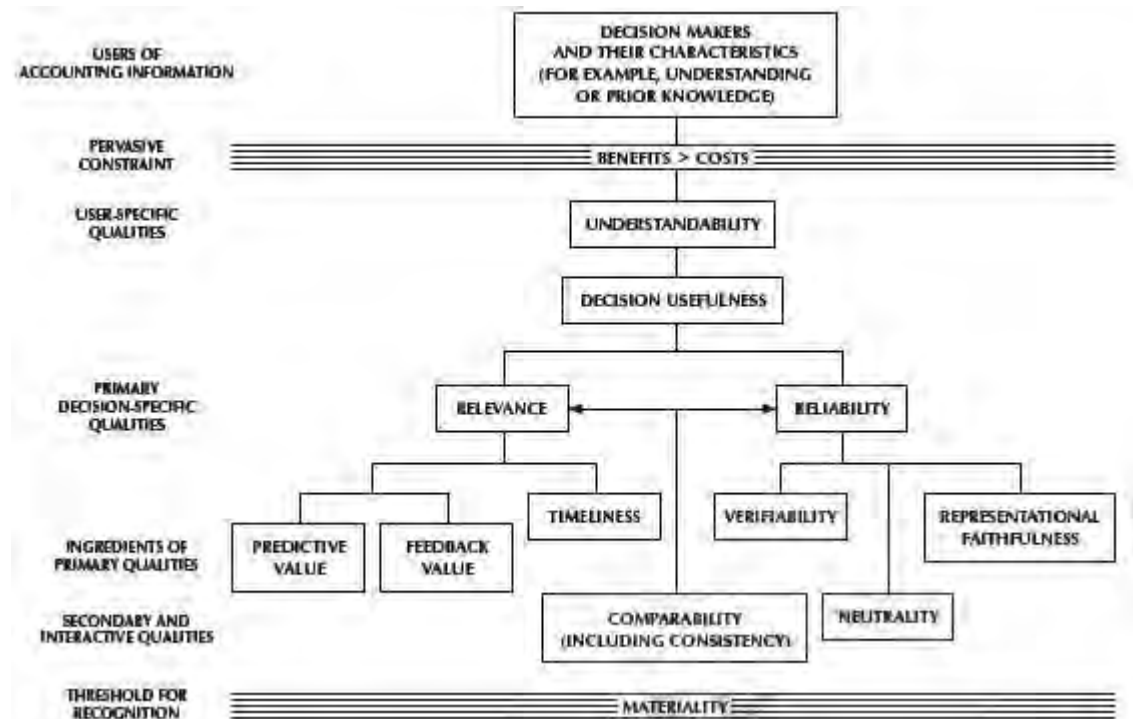 USERS OF
ACCOUNTING INFORMATION
DECISION MAKERS
AND THEIR CHARACTERISTICS
(FOR EXAMPLE, UNDERSTANDING
OR PRIOR KNOWLEDGE)
PERVASIVE
CONSTRAINT
BENEFITS > COSTS
USER-SPECIFIC
QUALITIES
UNDERSTANDABILITY
DECISION USEFULNESS
PRIMARY
DECISION-SPECIFIC
QUALITIES
RELEVANCE
RELIABILITY
INGREDIENTS OF
PRIMARY QUALITIES
PREDICTIVE
VALUE
FEEDBACK
VALUE
TIMELINESS
VERIFIABILITY
REPRESENTATIONAL
FAITHFULNESS
SECONDARY AND
INTERACTIVE QUALITIES
COMPARABILITY
(INCLUDING CONSISTENCY)
NEUTRALITY
THRESHOLD FOR
RECOGNITION
MATERIALITY